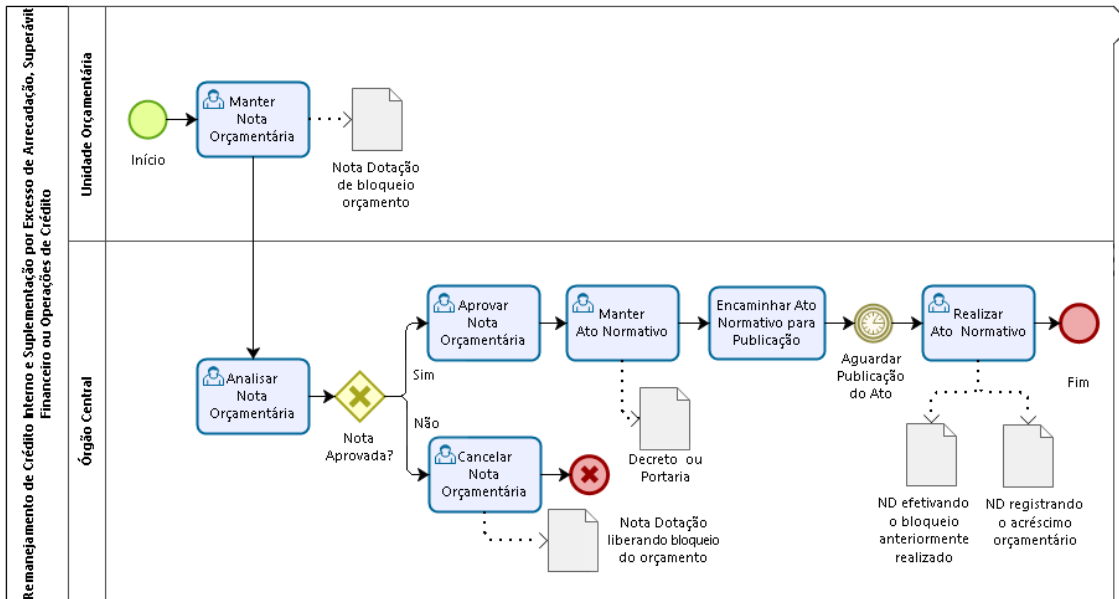 Remanejamento de Crédito Interno e Suplementação por Excesso de Arrecadação, Superávit
Financeiro ou Operações de Crédito
Unidade Orçamentária
Início
Manter
Nota
Orçamentária
Nota Dotação
de bloqueio
orçamento
Órgão Central
Analisar
Nota
Orçamentária
Nota
Aprovada?
Sim
Não
Aprovar
Nota
Orçamentária
Manter
Ato Normativo
Encaminhar Ato
Normativo para
Publicação
Aguardar
Publicação
do Ato
Realizar
Ato Normativo
Fim
Decreto ou
Portaria
Cancelar
Nota
Orçamentária
Nota Dotação
liberando bloqueio
do orçamento
ND efetivando
o bloqueio
anteriormente
realizado
ND registrando
o acréscimo
orçamentário